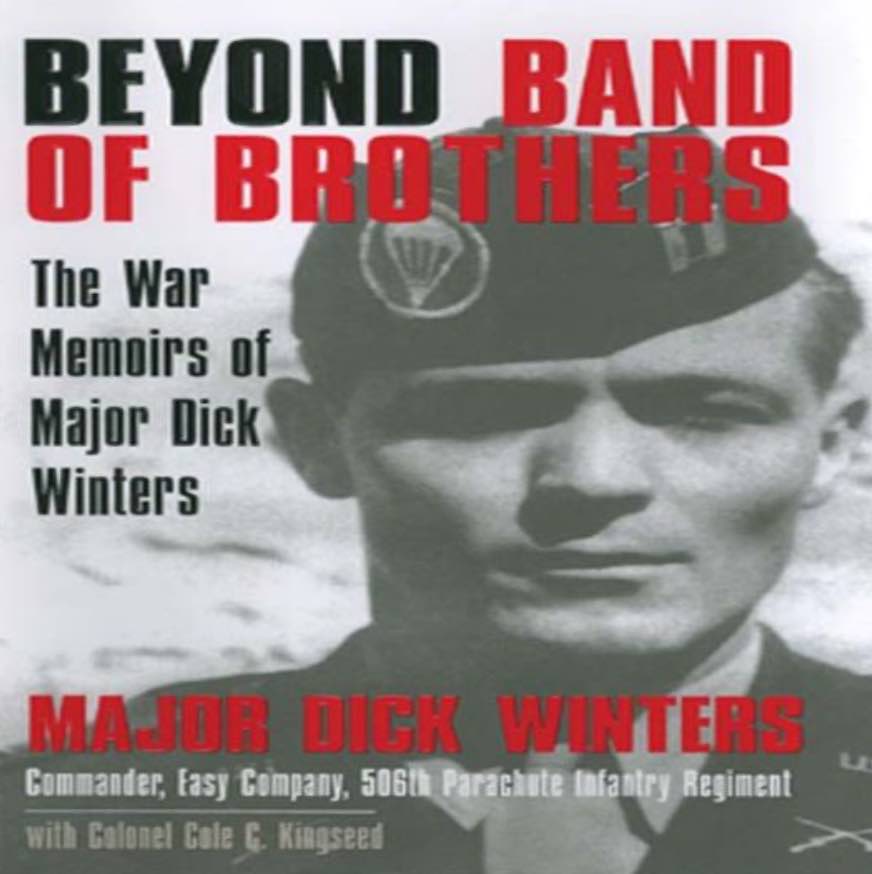 BEYOND BAND
OF BROTHERS
The War
Memoirs of
Major Dick
Winters
MAJOR DICK WINTERS
Commander, Easy Company, 506th Parachute Infantry Regiment
with Colonel Cole C. Kingseed